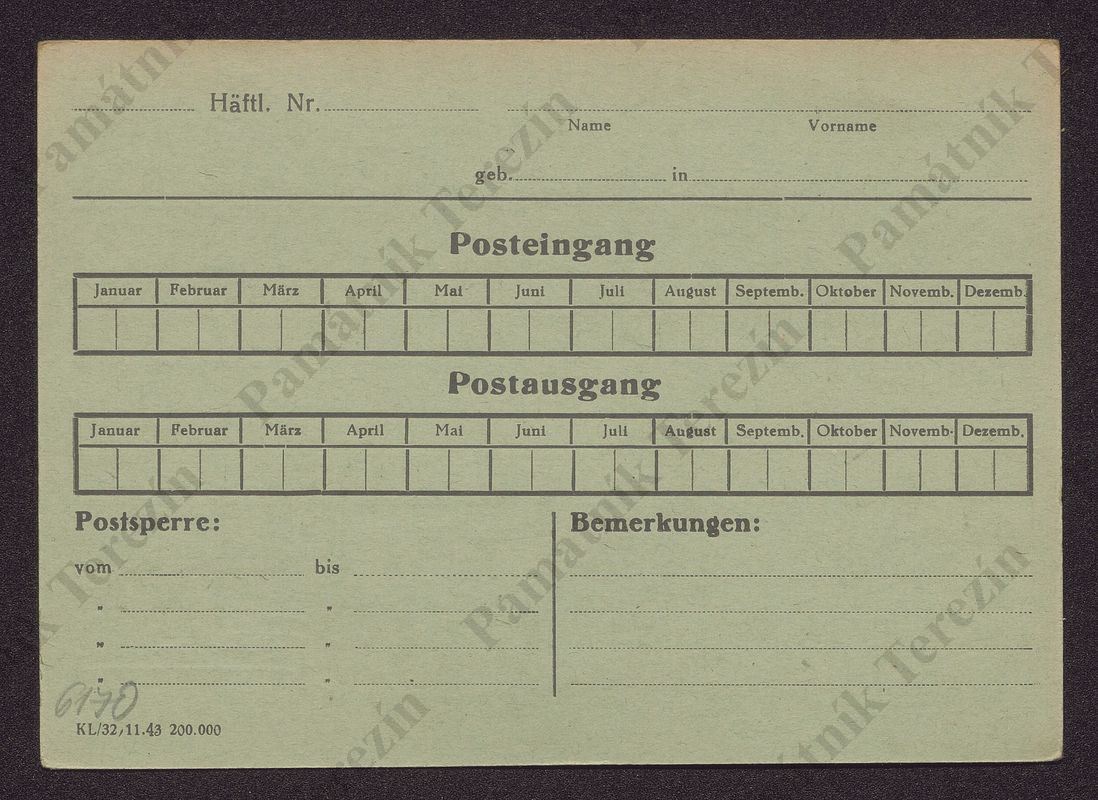 Häftl. Nr.
Name Vorname
geb. in
Posteingang
Januar Februar März April Mai Juni Juli August Septemb. Oktober Novemb. Dezemb.
Postausgang
Januar Februar März April Mai Juni Juli August Septemb. Oktober Novemb. Dezemb.
Postsperre: Bemerkungen:
vom bis
" "
" "
" "
6170
KL/32, 11.43 200.000
Památník Terezín